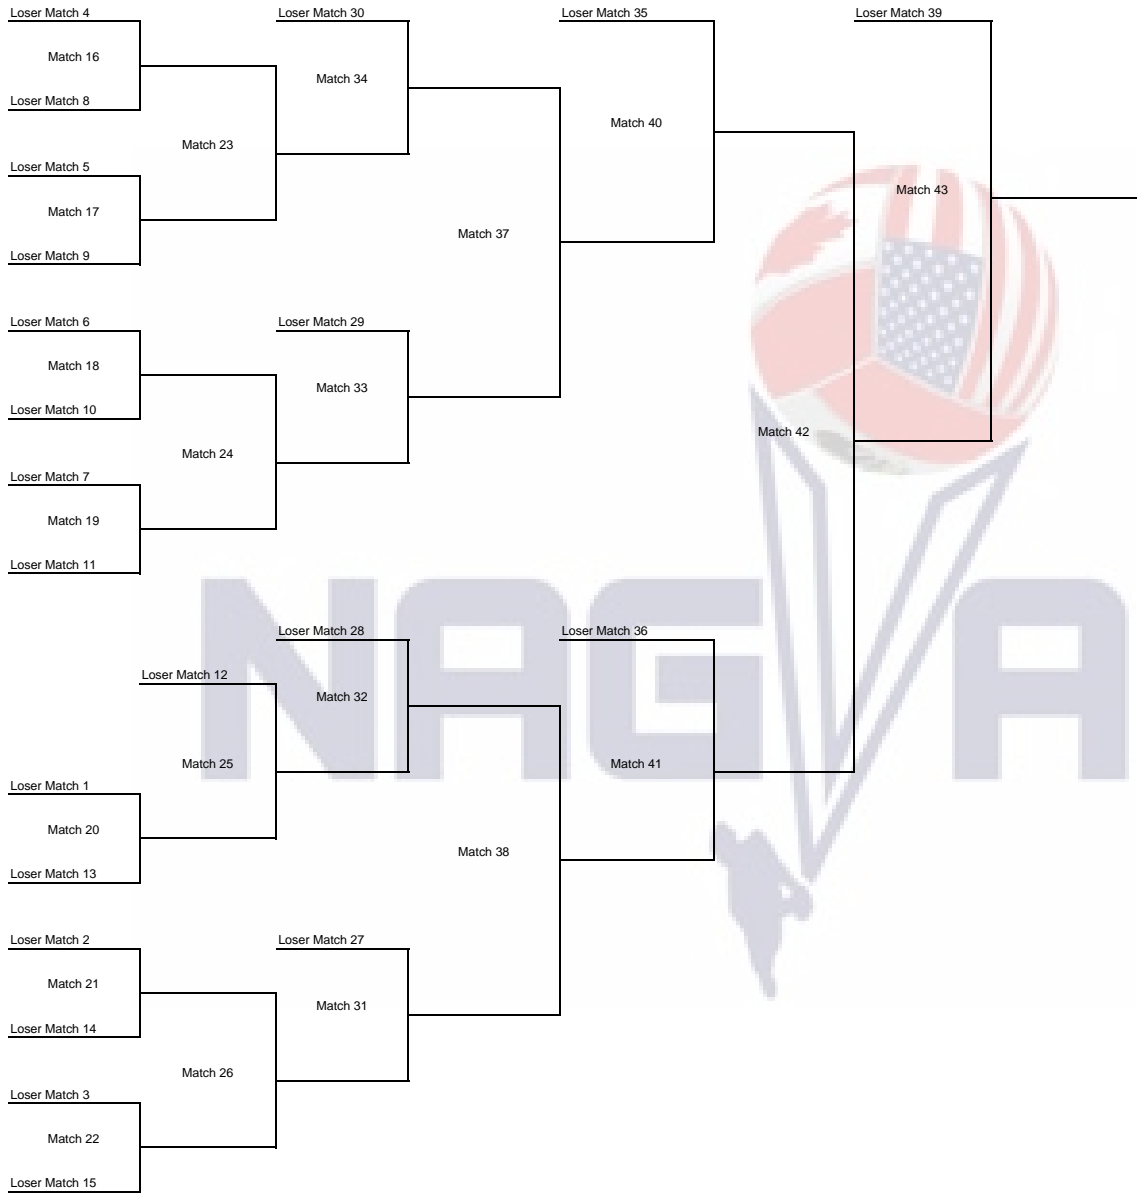 Loser Match 4
Loser Match 30
Loser Match 35
Loser Match 39
Match 16
Match 34
Loser Match 8
Match 40
Match 23
Loser Match 5
Match 43
Match 17
Match 37
Loser Match 9
Loser Match 6
Loser Match 29
Match 18
Match 33
Loser Match 10
Match 42
Match 24
Loser Match 7
Match 19
Loser Match 11
NAGVA
Loser Match 28
Loser Match 36
Loser Match 12
Match 32
Match 25
Match 41
Loser Match 1
Match 20
Match 38
Loser Match 13
Loser Match 2
Loser Match 27
Match 21
Match 31
Loser Match 14
Match 26
Loser Match 3
Match 22
Loser Match 15